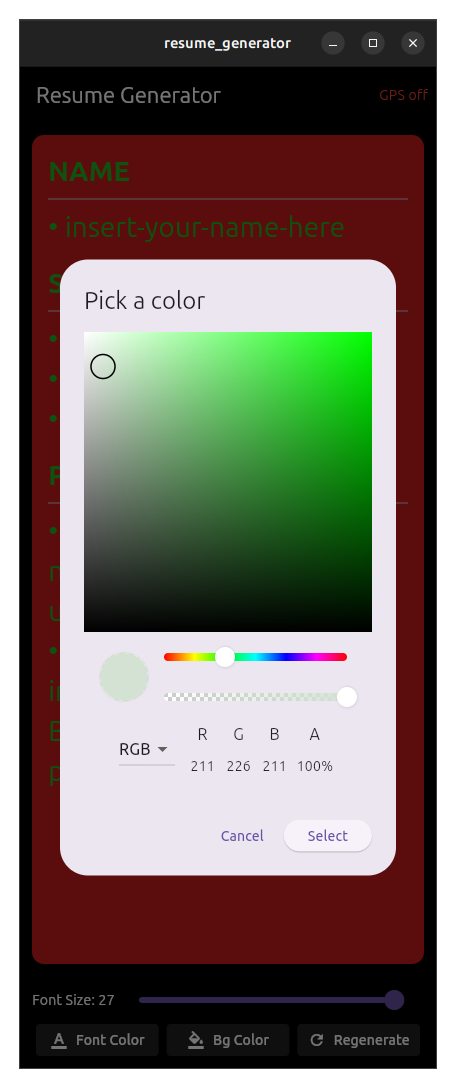 resume_generator
Resume Generator
GPS off
NAME
• insert-your-name-here
Pick a color
R G B A
RGB
211 226 211 100%
Cancel
Select
Font Size: 27
A Font Color
Bg Color
Regenerate